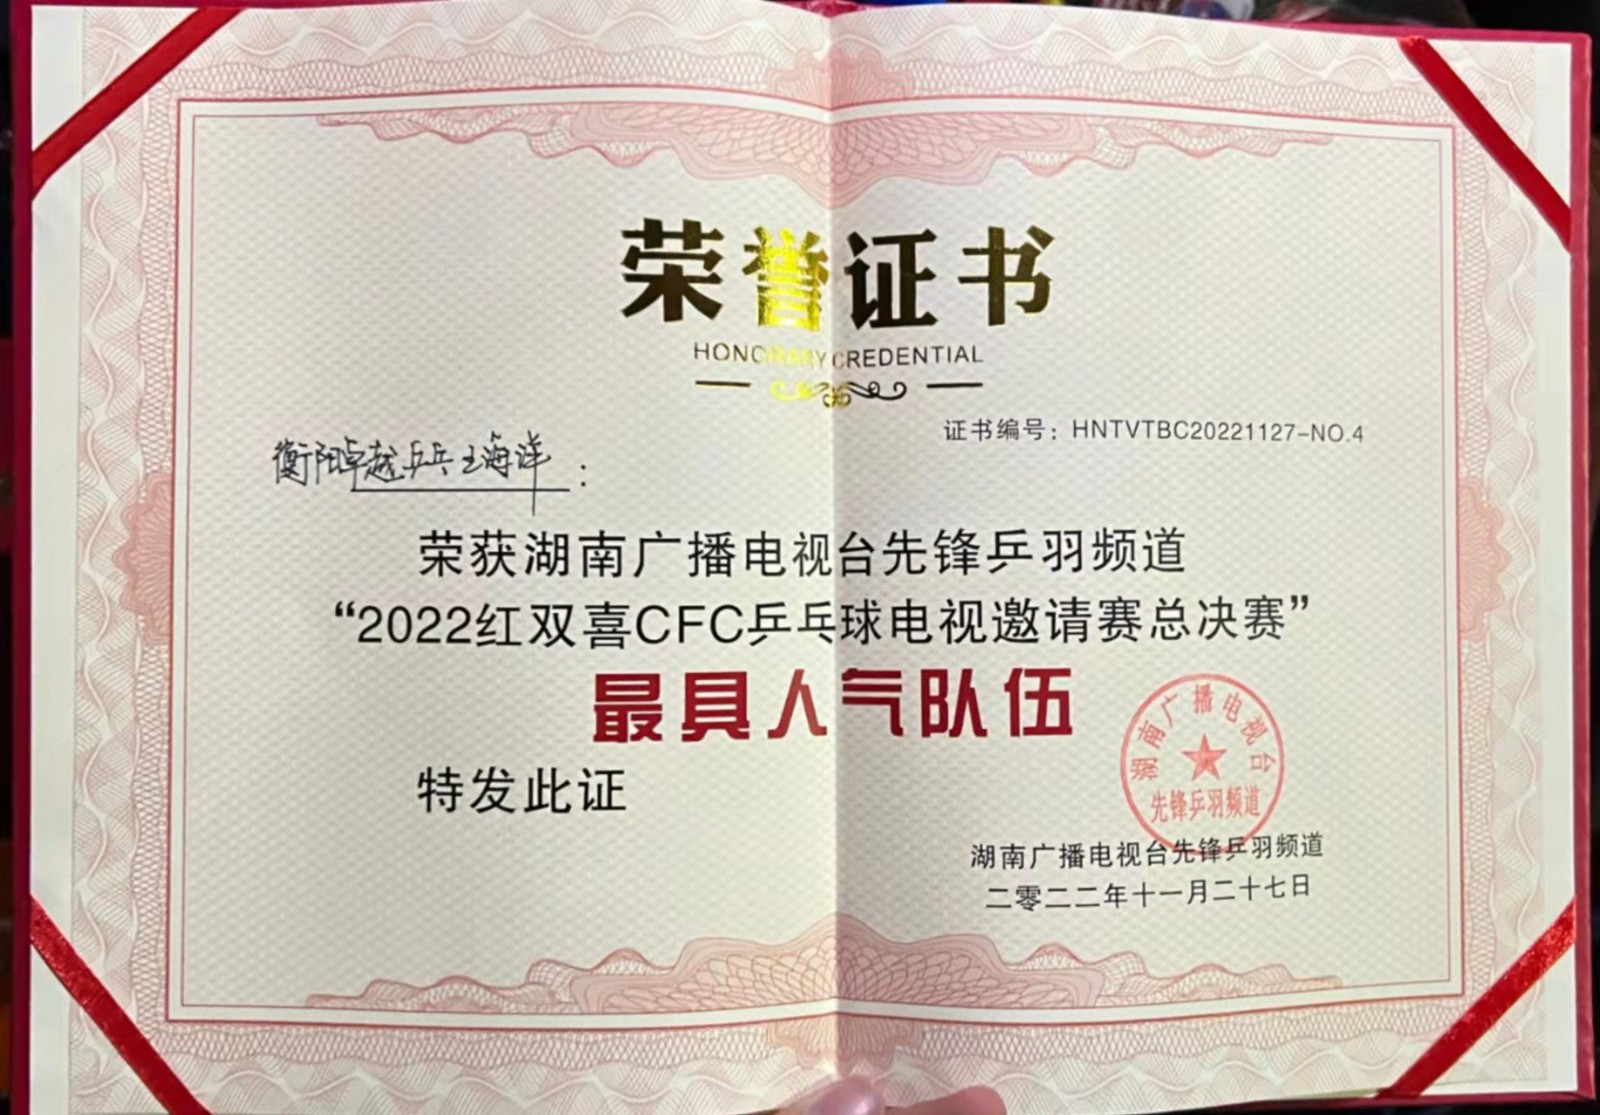 荣誉证书
HONORARY CREDENTIAL
证书编号：HNTVTBC20221127-NO.4
衡阳卓越乒乓王海洋：
荣获湖南广播电视台先锋乒羽频道
“2022红双喜CFC乒乓球电视邀请赛总决赛”
最具人气队伍
特发此证
湖南广播电视台
先锋乒羽频道
湖南广播电视台先锋乒羽频道
二零二二年十一月二十七日